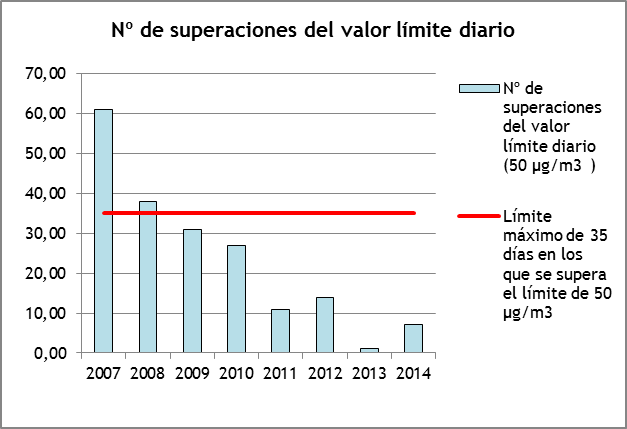 Nº de superaciones del valor límite diario
70,00
60,00
50,00
40,00
30,00
20,00
10,00
0,00
2007 2008 2009 2010 2011 2012 2013 2014
Nº de
superaciones
del valor
límite diario
(50 µg/m3 )
Límite
máximo de 35
días en los
que se supera
el límite de 50
µg/m3